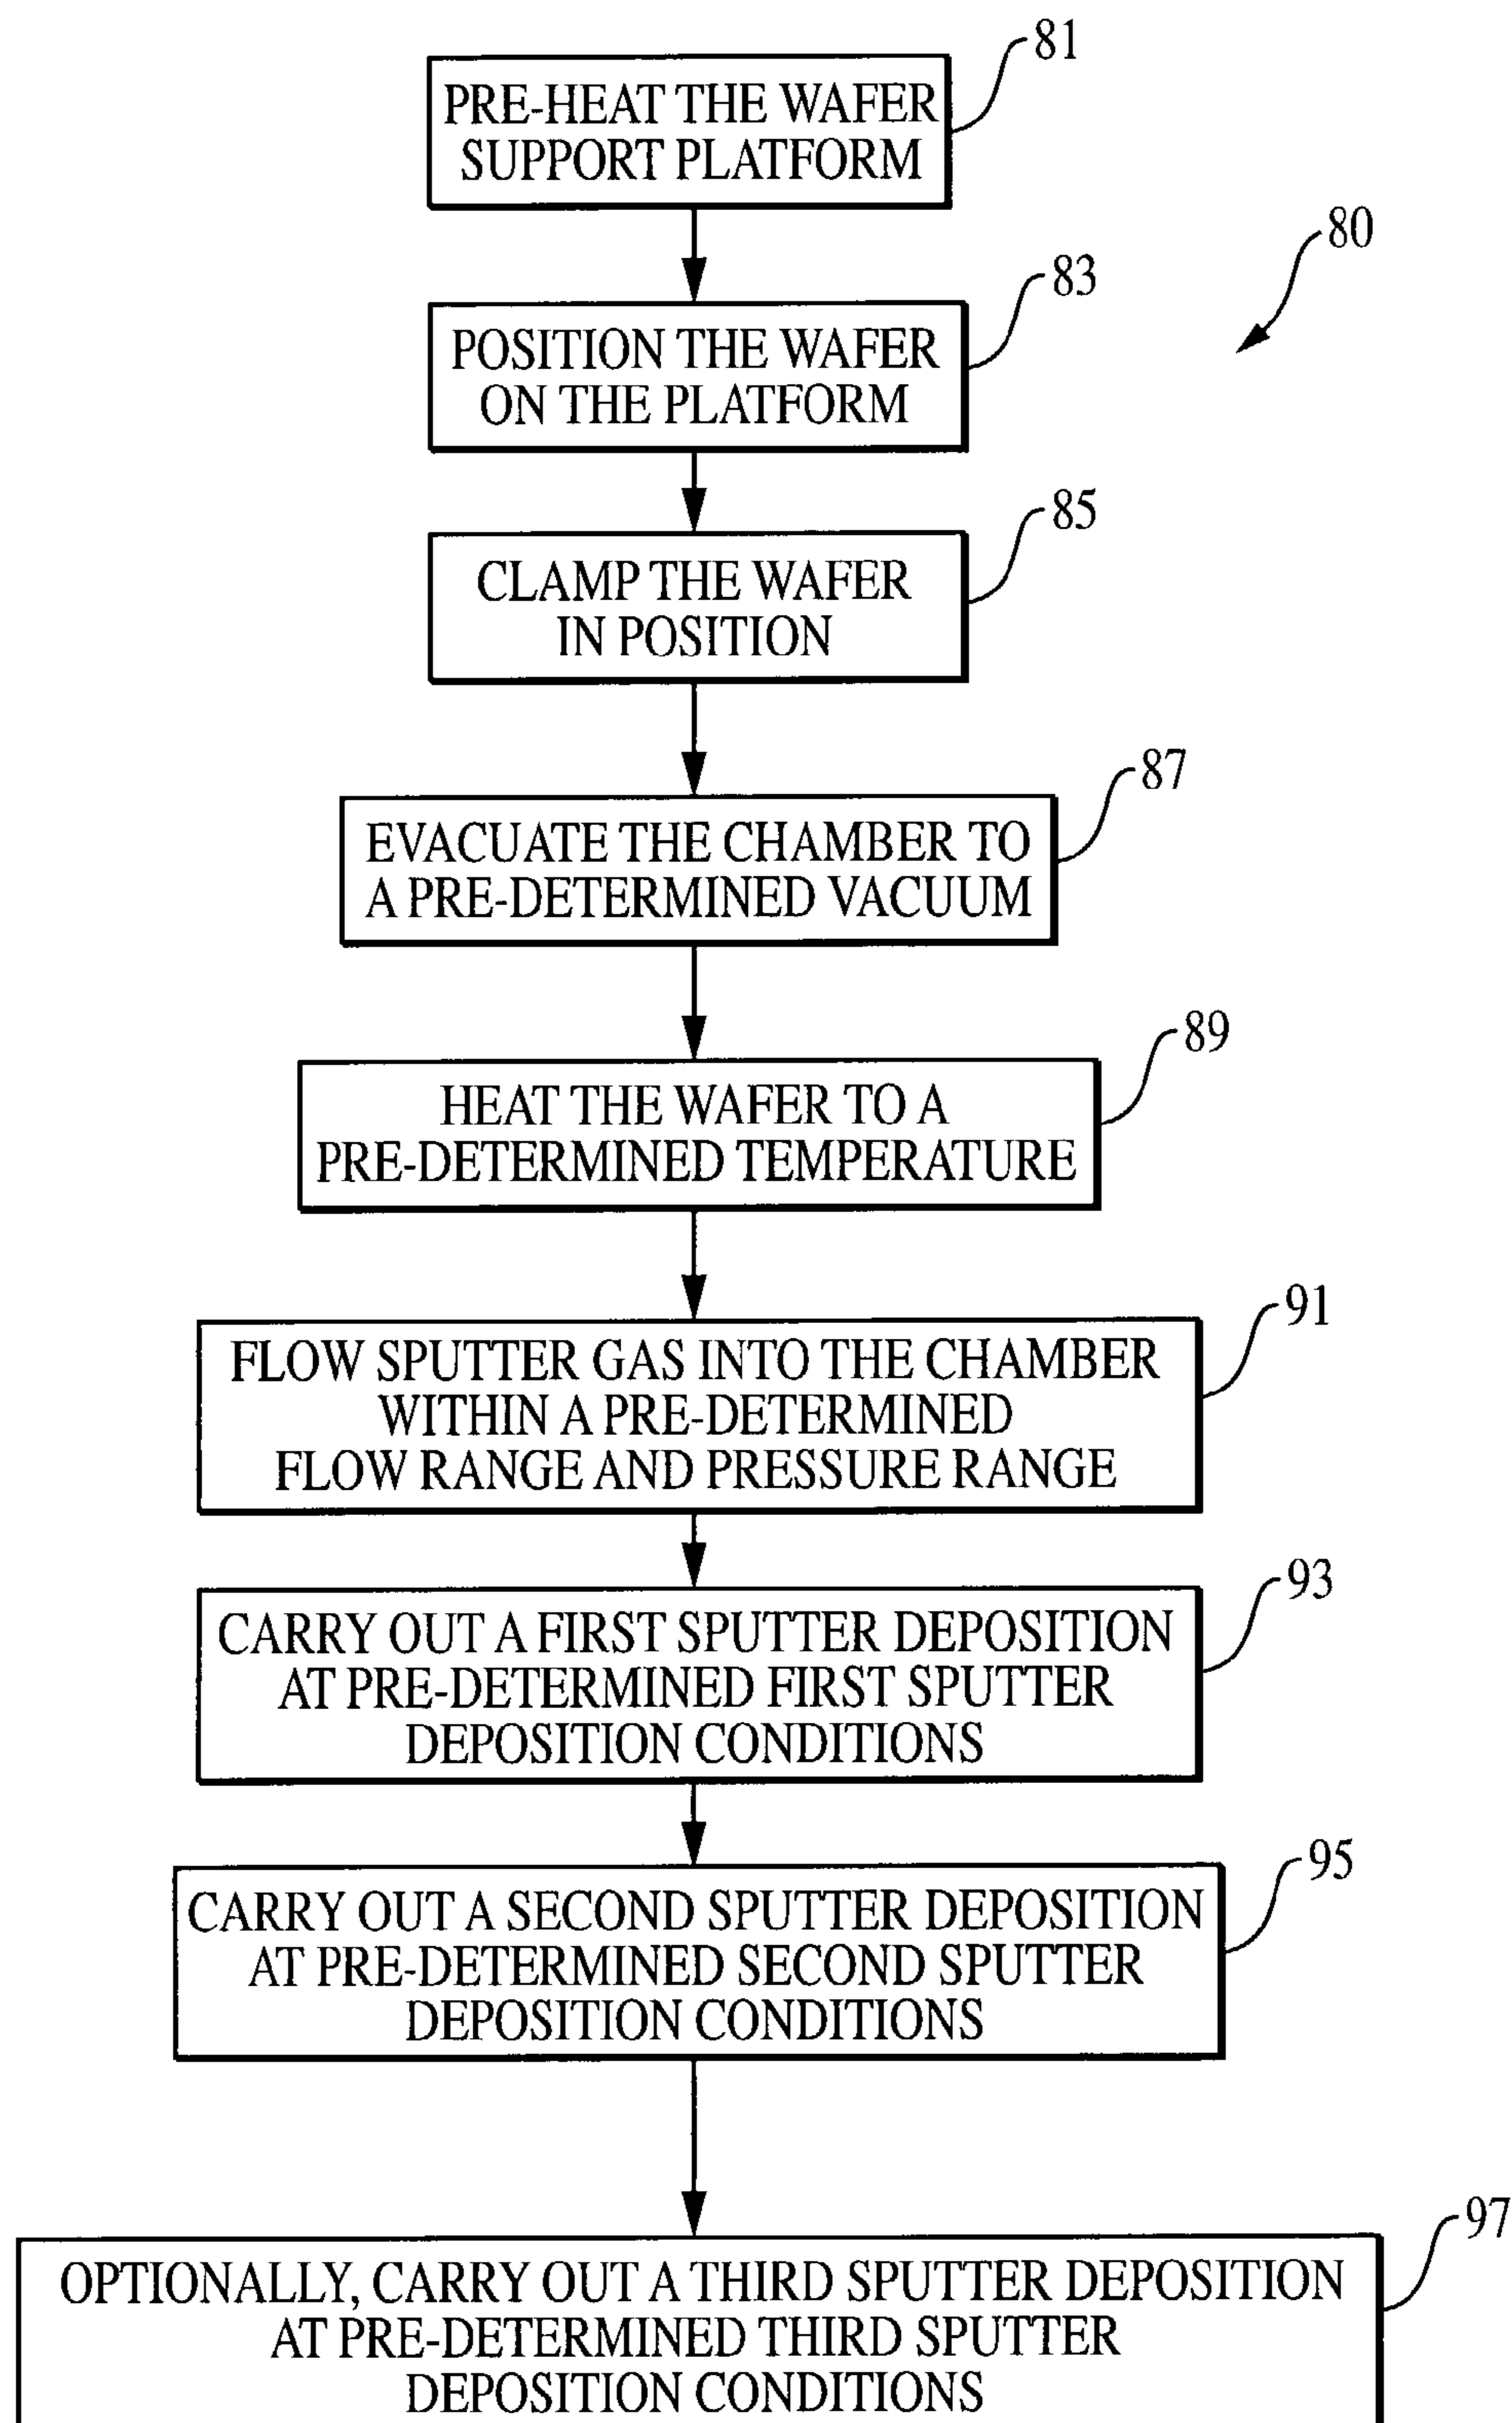 81
PRE-HEAT THE WAFER
SUPPORT PLATFORM
80
83
POSITION THE WAFER
ON THE PLATFORM
85
CLAMP THE WAFER
IN POSITION
87
EVACUATE THE CHAMBER TO
A PRE-DETERMINED VACUUM
89
HEAT THE WAFER TO A
PRE-DETERMINED TEMPERATURE
91
FLOW SPUTTER GAS INTO THE CHAMBER
WITHIN A PRE-DETERMINED
FLOW RANGE AND PRESSURE RANGE
93
CARRY OUT A FIRST SPUTTER DEPOSITION
AT PRE-DETERMINED FIRST SPUTTER
DEPOSITION CONDITIONS
95
CARRY OUT A SECOND SPUTTER DEPOSITION
AT PRE-DETERMINED SECOND SPUTTER
DEPOSITION CONDITIONS
97
OPTIONALLY, CARRY OUT A THIRD SPUTTER DEPOSITION
AT PRE-DETERMINED THIRD SPUTTER
DEPOSITION CONDITIONS